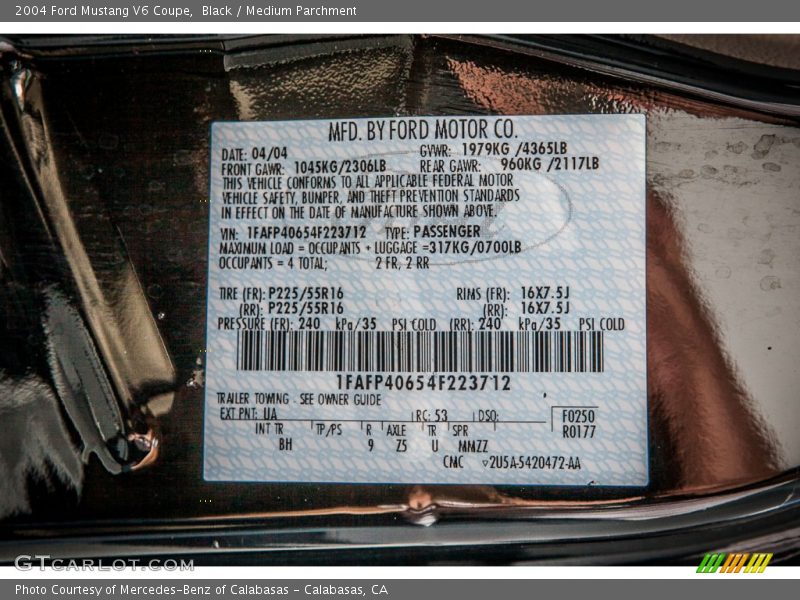 2004 Ford Mustang V6 Coupe,  Black / Medium Parchment
MFD. BY FORD MOTOR CO.
DATE: 04/04 GVWR: 1979KG /4365LB
FRONT GAWR: 1045KG/2306LB REAR GAWR: 960KG /2117LB
THIS VEHICLE CONFORMS TO ALL APPLICABLE FEDERAL MOTOR
VEHICLE SAFETY, BUMPER, AND THEFT PREVENTION STANDARDS
IN EFFECT ON THE DATE OF MANUFACTURE SHOWN ABOVE.
VIN: 1FAFP40654F223712 TYPE: PASSENGER
MAXIMUM LOAD = OCCUPANTS + LUGGAGE =317KG/0700LB
OCCUPANTS = 4 TOTAL; 2 FR, 2 RR
TIRE (FR): P225/55R16 RIMS (FR): 16X7.5J
(RR): P225/55R16 (RR): 16X7.5J
PRESSURE (FR): 240 kPa/35 PSI COLD (RR): 240 kPa/35 PSI COLD
1FAFP40654F223712
TRAILER TOWING - SEE OWNER GUIDE
EXT PNT: UA RC: 53 DSO: F0250
INT TR TP/PS R AXLE TR SPR R0177
BH 9 Z5 U MMZZ
CMC ▽2U5A-5420472-AA
GTCARLOT.COM
Photo Courtesy of Mercedes-Benz of Calabasas - Calabasas, CA